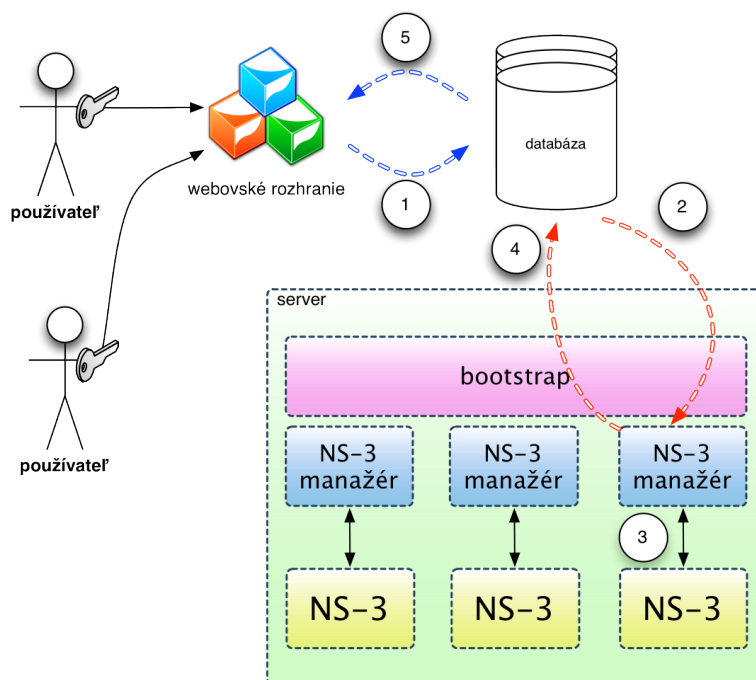 5
databáza
webovské rozhranie
používateľ
1
2
4
server
bootstrap
používateľ
NS-3
manažér
NS-3
manažér
NS-3
manažér
3
NS-3
NS-3
NS-3